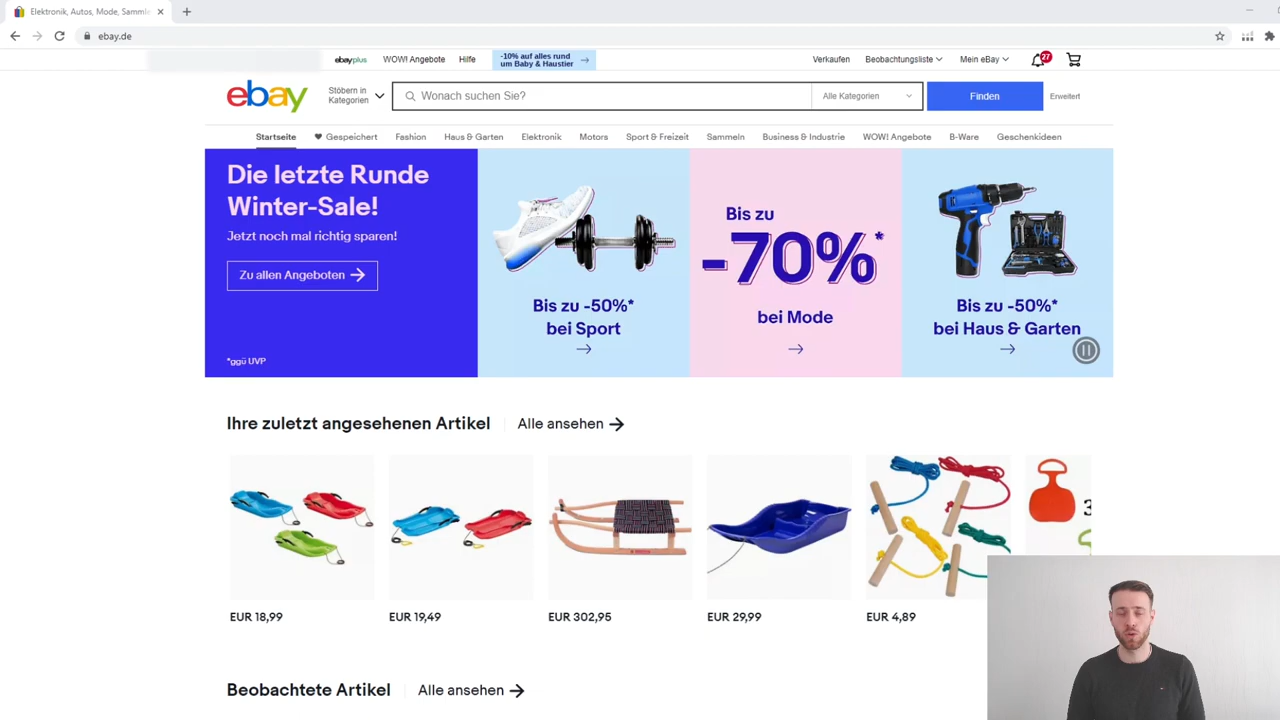 Elektronik, Autos, Mode, Samml
ebay.de
ebayplus
WOW! Angebote
Hilfe
-10% auf alles rund
um Baby & Haustier
Verkaufen
Beobachtungsliste
Mein eBay
27
ebay
Stöbern in
Kategorien
Wonach suchen Sie?
Alle Kategorien
Finden
Erweitert
Startseite
Gespeichert
Fashion
Haus & Garten
Elektronik
Motors
Sport & Freizeit
Sammeln
Business & Industrie
WOW! Angebote
B-Ware
Geschenkideen
Die letzte Runde
Winter-Sale!
Jetzt noch mal richtig sparen!
Zu allen Angeboten
*ggü UVP
Bis zu -50%*
bei Sport
Bis zu
-70%*
bei Mode
Bis zu -50%*
bei Haus & Garten
Ihre zuletzt angesehenen Artikel
Alle ansehen
3
EUR 18,99
EUR 19,49
EUR 302,95
EUR 29,99
EUR 4,89
Beobachtete Artikel
Alle ansehen